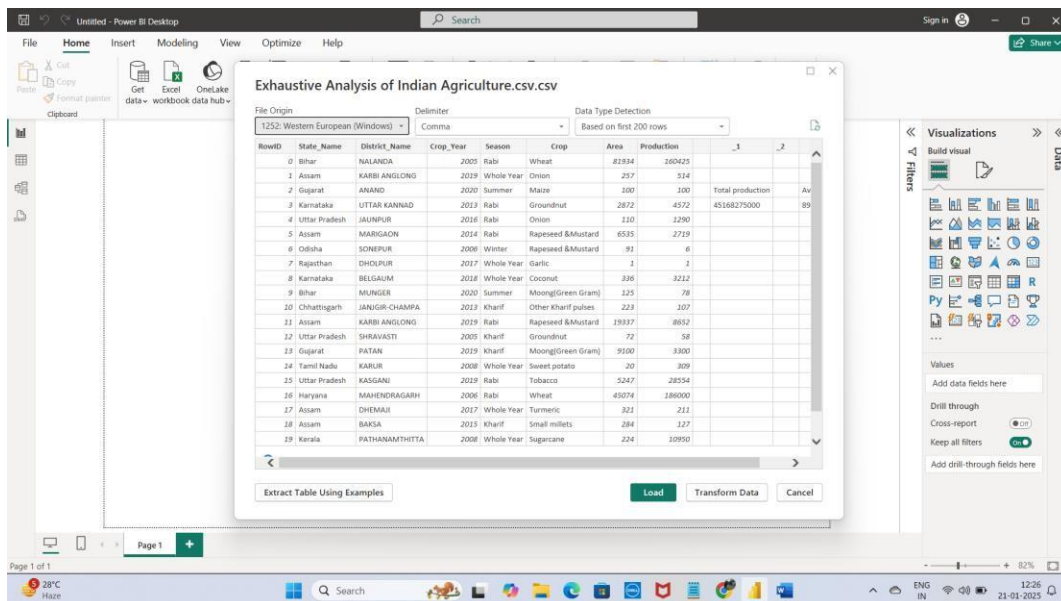 Untitled - Power BI Desktop
Search
Sign in
File Home Insert Modeling View Optimize Help
Share
Paste
Cut
Copy
Format painter
Clipboard
Get data
Excel workbook
OneLake data hub
Exhaustive Analysis of Indian Agriculture.csv.csv
File Origin Delimiter Data Type Detection
1252: Western European (Windows) Comma Based on first 200 rows
RowID State_Name District_Name Crop_Year Season Crop Area Production _1 _2
0 Bihar NALANDA 2005 Rabi Wheat 81934 160425
1 Assam KARBI ANGLONG 2019 Whole Year Onion 257 514
2 Gujarat ANAND 2020 Summer Maize 100 100 Total production Av
3 Karnataka UTTAR KANNAD 2013 Rabi Groundnut 2872 4572 45168275000 89
4 Uttar Pradesh JAUNPUR 2016 Rabi Onion 110 1290
5 Assam MARIGAON 2014 Rabi Rapeseed &Mustard 6535 2719
6 Odisha SONEPUR 2006 Winter Rapeseed &Mustard 91 6
7 Rajasthan DHOLPUR 2017 Whole Year Garlic 1 1
8 Karnataka BELGAUM 2018 Whole Year Coconut 336 3212
9 Bihar MUNGER 2020 Summer Moong(Green Gram) 125 78
10 Chhattisgarh JANJGIR-CHAMPA 2013 Kharif Other Kharif pulses 223 107
11 Assam KARBI ANGLONG 2019 Rabi Rapeseed &Mustard 19337 8652
12 Uttar Pradesh SHRAVASTI 2005 Kharif Groundnut 72 58
13 Gujarat PATAN 2019 Kharif Moong(Green Gram) 9100 3300
14 Tamil Nadu KARUR 2008 Whole Year Sweet potato 20 309
15 Uttar Pradesh KASGANJ 2019 Rabi Tobacco 5247 28554
16 Haryana MAHENDRAGARH 2006 Rabi Wheat 45074 186000
17 Assam DHEMAJI 2017 Whole Year Turmeric 321 211
18 Assam BAKSA 2015 Kharif Small millets 284 127
19 Kerala PATHANAMTHITTA 2008 Whole Year Sugarcane 224 10950
Extract Table Using Examples Load Transform Data Cancel
Filters
Visualizations
Data
Build visual
R
Py
Values
Add data fields here
Drill through
Cross-report Off
Keep all filters On
Add drill-through fields here
Page 1
Page 1 of 1
82%
5
28°C
Haze
Search
ENG
IN
12:26
21-01-2025